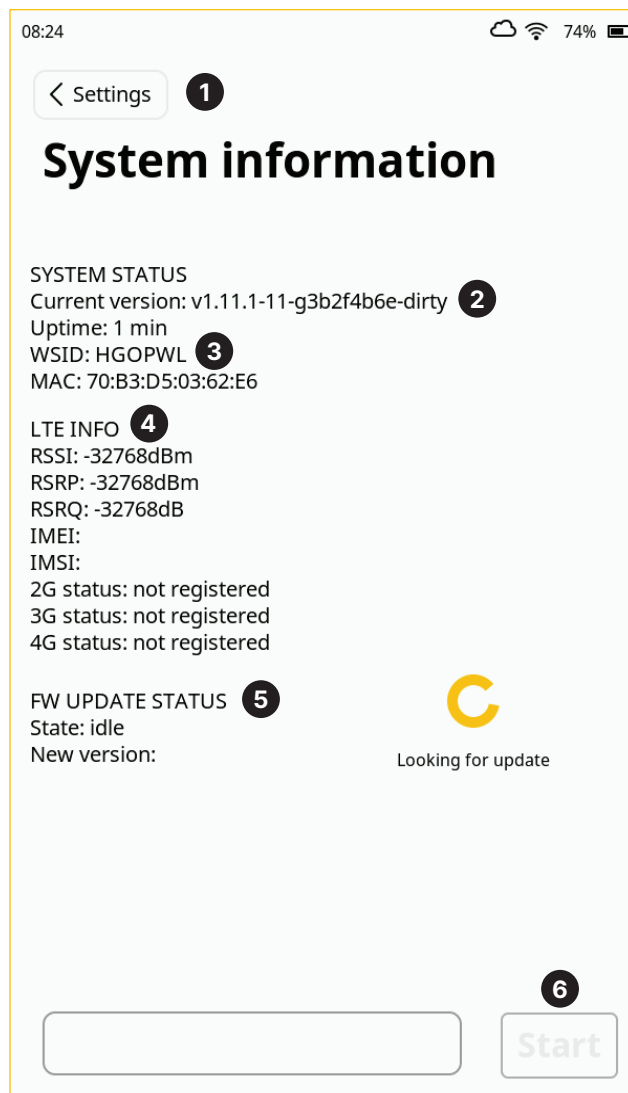 08:24 74%
Settings 1
System information
SYSTEM STATUS
Current version: v1.11.1-11-g3b2f4b6e-dirty 2
Uptime: 1 min
WSID: HGOPWL 3
MAC: 70:B3:D5:03:62:E6
LTE INFO 4
RSSI: -32768dBm
RSRP: -32768dBm
RSRQ: -32768dB
IMEI:
IMSI:
2G status: not registered
3G status: not registered
4G status: not registered
FW UPDATE STATUS 5
State: idle
New version:
Looking for update
6
Start